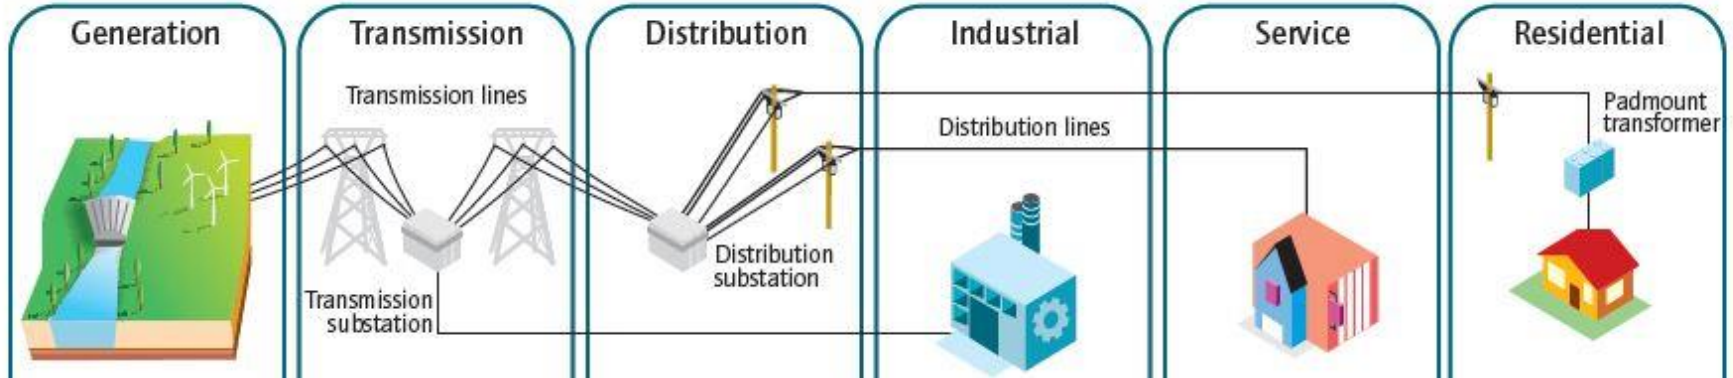 Generation
Transmission
Distribution
Industrial
Service
Residential
Transmission lines
Distribution lines
Padmount
transformer
Distribution
substation
Transmission
substation